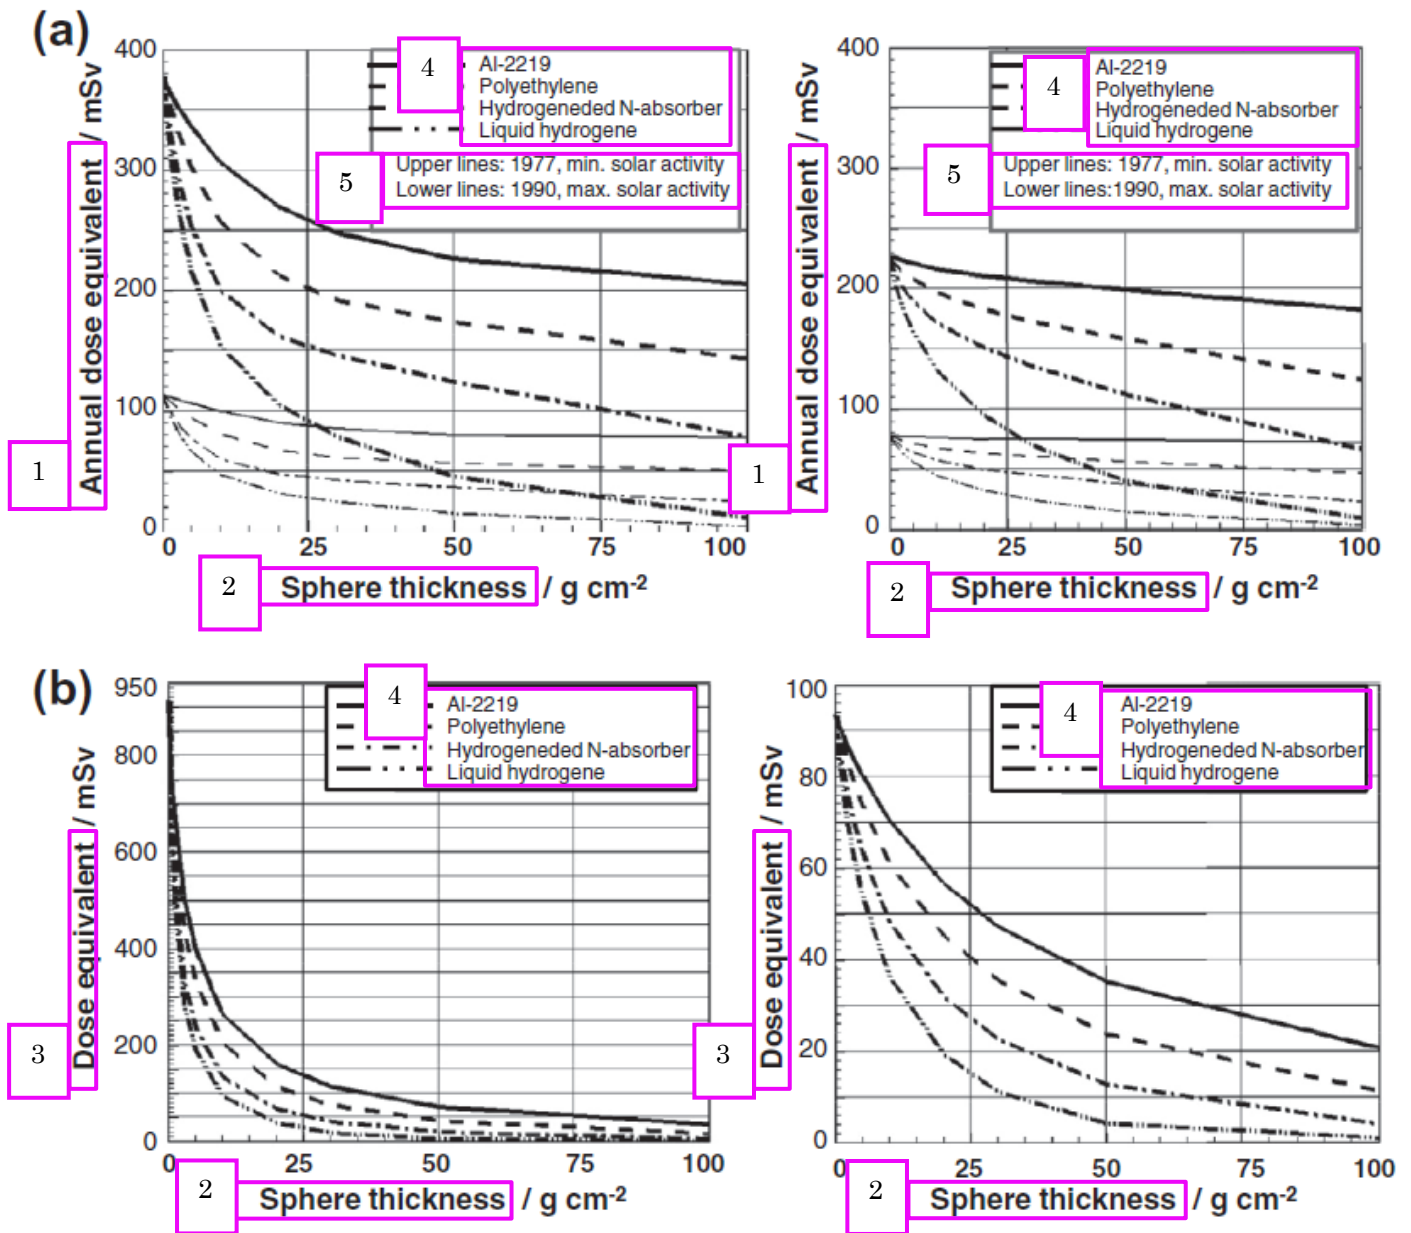 (a)
400
300
200
100
0
Annual dose equivalent / mSv
1
4
Al-2219
Polyethylene
Hydrogeneded N-absorber
Liquid hydrogene
5
Upper lines: 1977, min. solar activity
Lower lines: 1990, max. solar activity
0 25 50 75 100
2
Sphere thickness / g cm-2
400
300
200
100
0
Annual dose equivalent / mSv
1
4
Al-2219
Polyethylene
Hydrogeneded N-absorber
Liquid hydrogene
5
Upper lines: 1977, min. solar activity
Lower lines:1990, max. solar activity
0 25 50 75 100
2
Sphere thickness / g cm-2
(b)
950
800
600
400
200
0
Dose equivalent / mSv
3
4
Al-2219
Polyethylene
Hydrogeneded N-absorber
Liquid hydrogene
0 25 50 75 100
2
Sphere thickness / g cm-2
100
80
60
40
20
0
Dose equivalent / mSv
3
4
Al-2219
Polyethylene
Hydrogeneded N-absorber
Liquid hydrogene
0 25 50 75 100
2
Sphere thickness / g cm-2